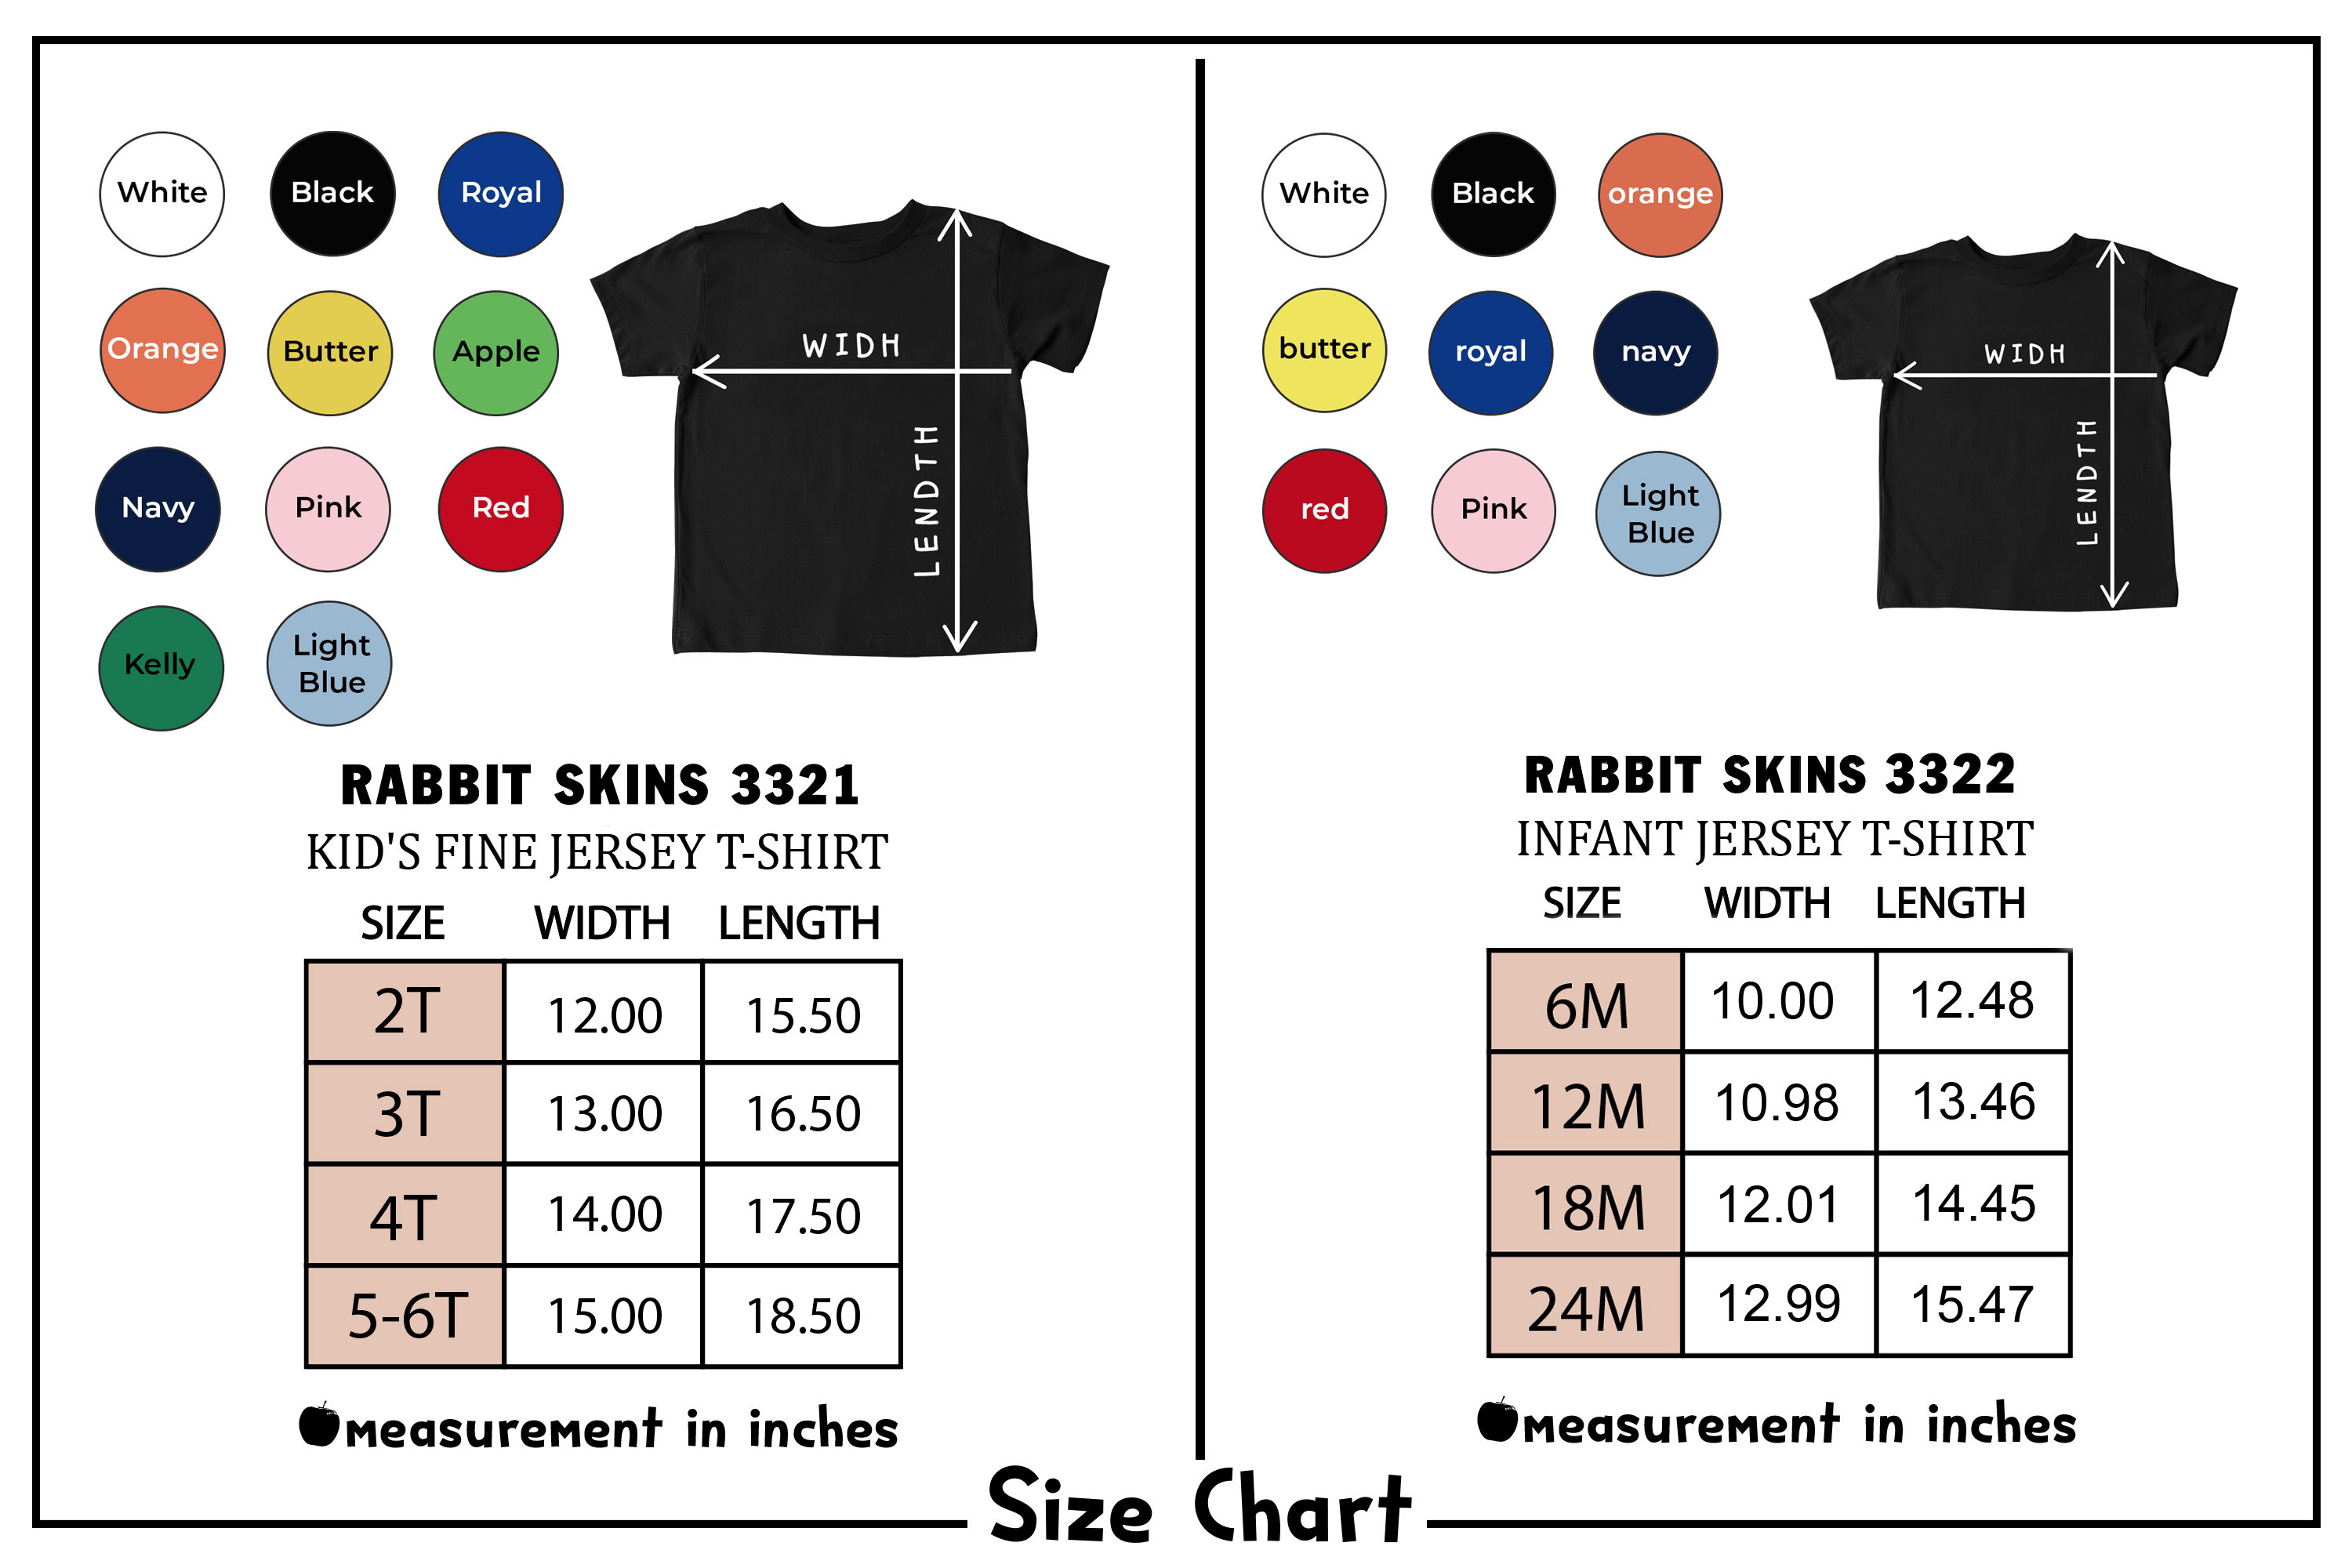 White Black Royal
Orange Butter Apple
Navy Pink Red
Kelly Light
Blue
WIDH
LENDTH
RABBIT SKINS 3321
KID'S FINE JERSEY T-SHIRT
SIZE WIDTH LENGTH
2T 12.00 15.50
3T 13.00 16.50
4T 14.00 17.50
5-6T 15.00 18.50
measurement in inches
White Black orange
butter royal navy
red Pink Light
Blue
WIDH
LENDTH
RABBIT SKINS 3322
INFANT JERSEY T-SHIRT
SIZE WIDTH LENGTH
6M 10.00 12.48
12M 10.98 13.46
18M 12.01 14.45
24M 12.99 15.47
measurement in inches
Size Chart